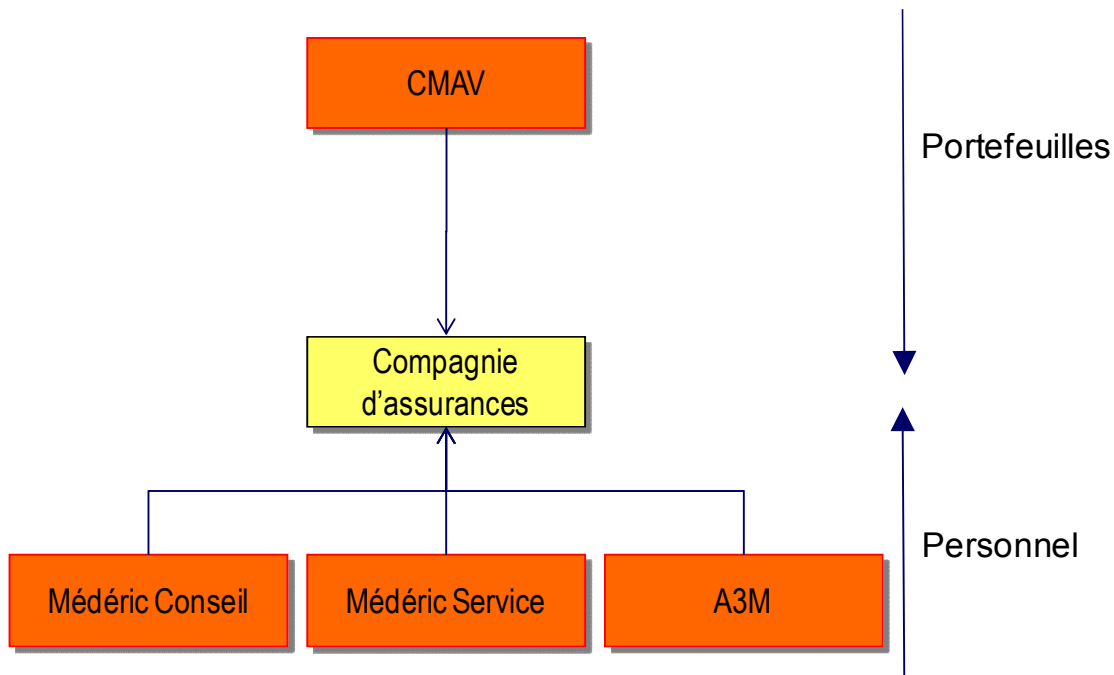 CMAV
Portefeuilles
Compagnie
d'assurances
Personnel
Médéric Conseil
Médéric Service
A3M